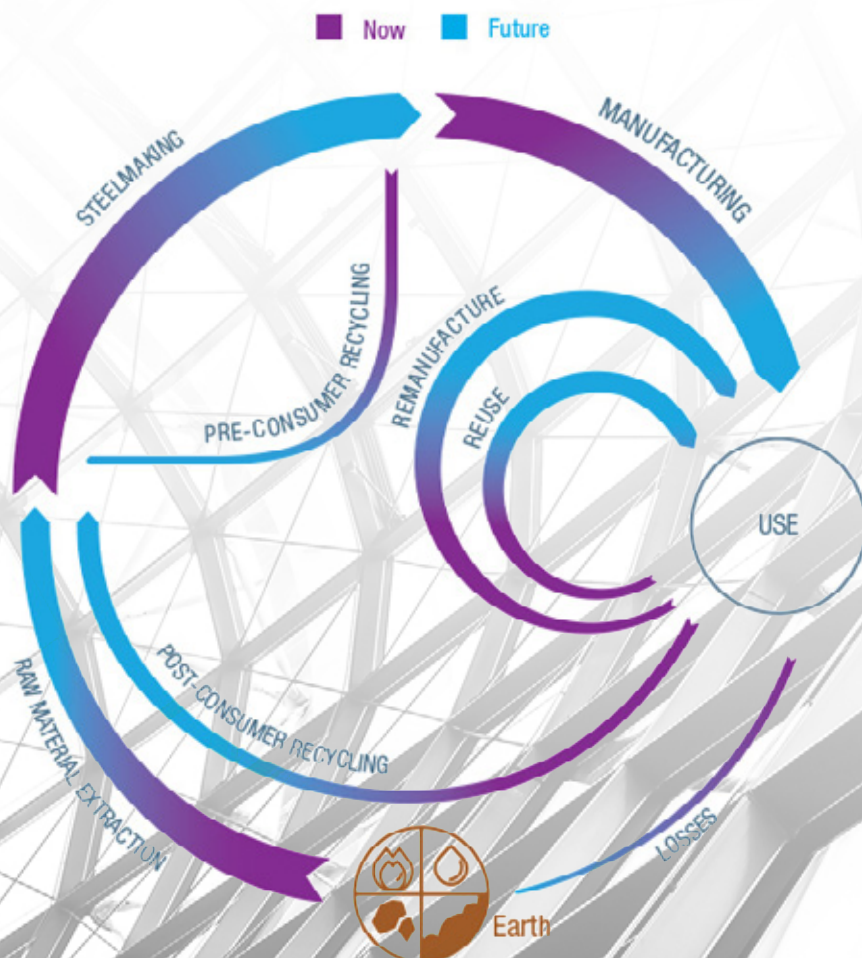 Now Future
STEELMAKING
MANUFACTURING
PRE-CONSUMER RECYCLING
REMANUFACTURE
REUSE
USE
POST-CONSUMER RECYCLING
RAW MATERIAL EXTRACTION
LOSSES
Earth